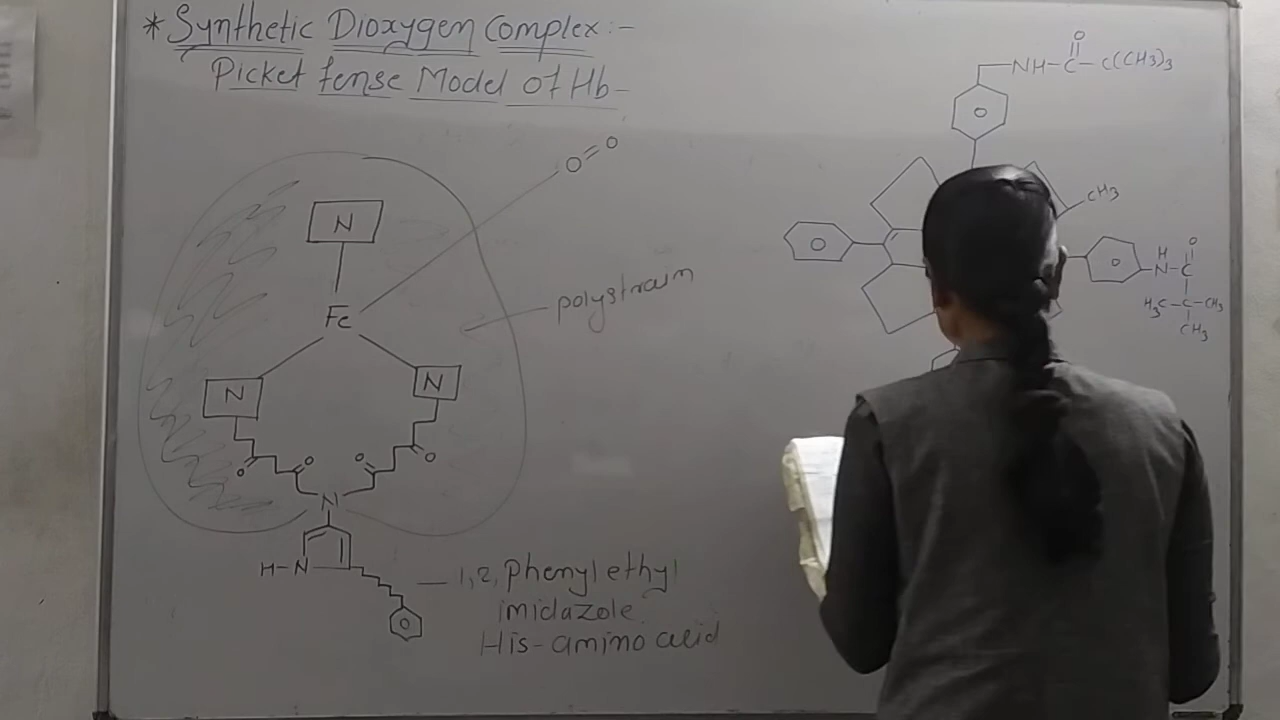 * Synthetic Dioxygen Complex:-
Picket fense Model Of Hb-
O=O
N
Fe
polystraim
N
N
O
O
O
O
N
H-N
1,2, Phenyl ethyl
imidazole.
His-amino acid
O
NH-C-C(CH3)3
CH3
H
N-C
O
H3C-C-CH3
CH3